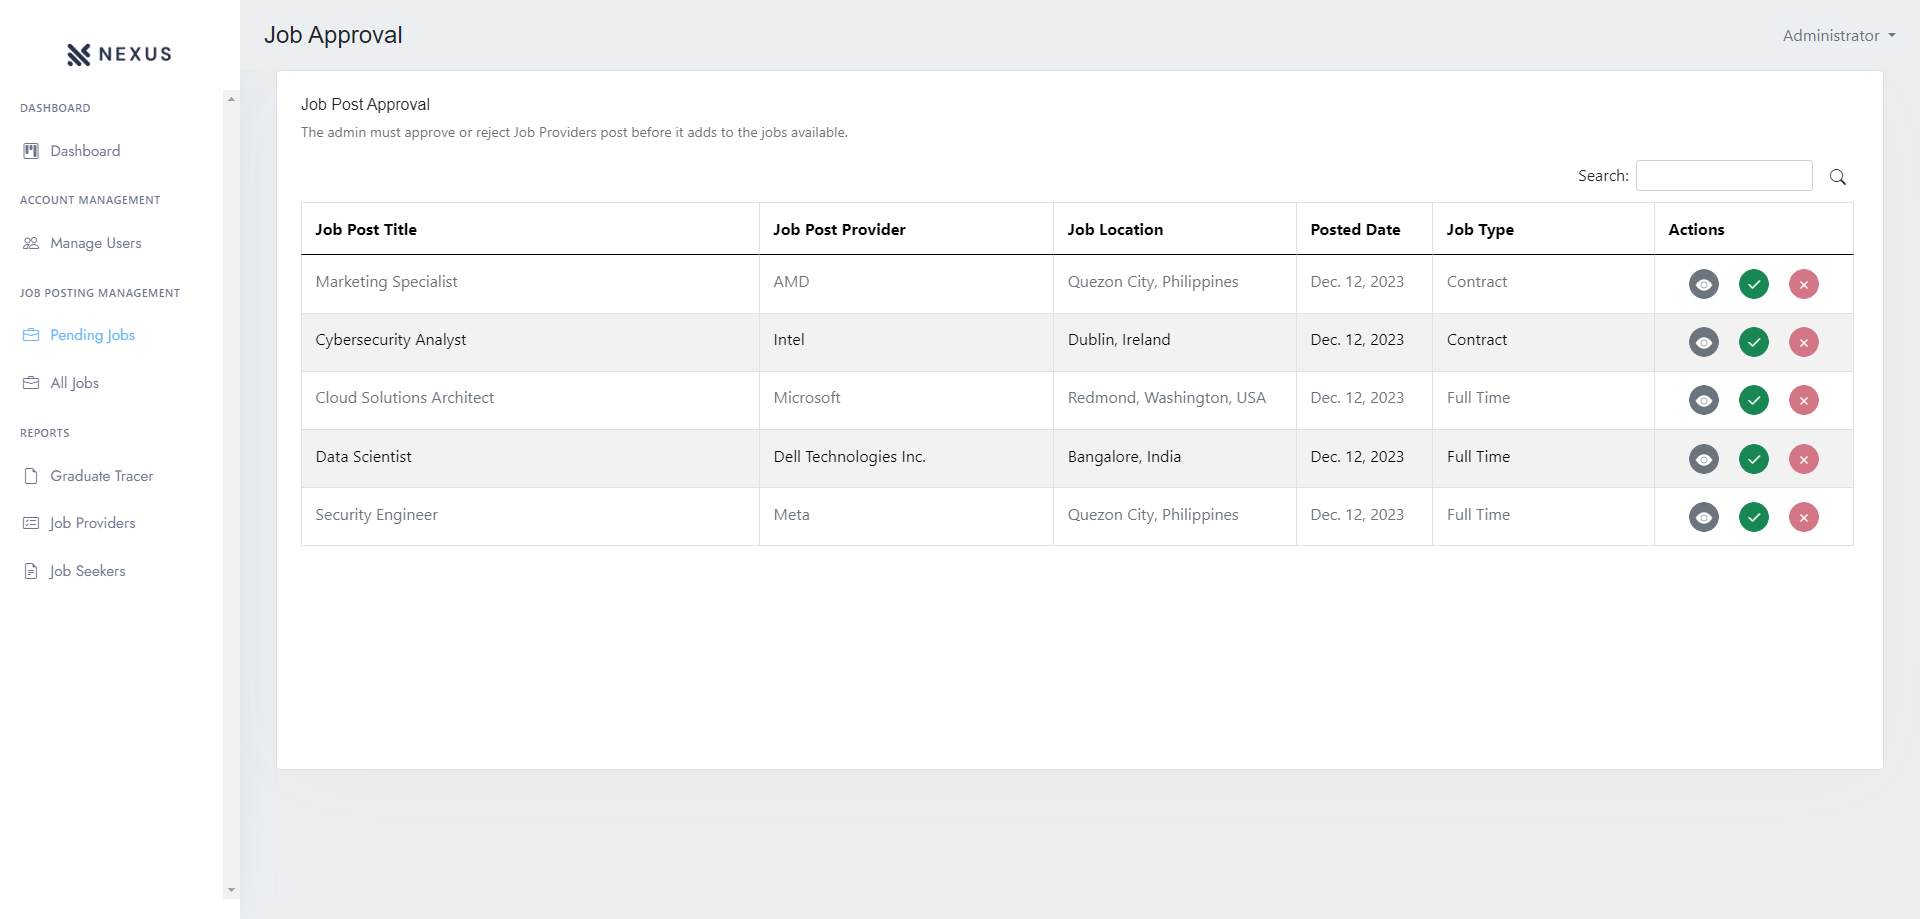 NEXUS
DASHBOARD
Dashboard
ACCOUNT MANAGEMENT
Manage Users
JOB POSTING MANAGEMENT
Pending Jobs
All Jobs
REPORTS
Graduate Tracer
Job Providers
Job Seekers
Job Approval
Administrator
Job Post Approval
The admin must approve or reject Job Providers post before it adds to the jobs available.
Search:
Job Post Title Job Post Provider Job Location Posted Date Job Type Actions
Marketing Specialist AMD Quezon City, Philippines Dec. 12, 2023 Contract
Cybersecurity Analyst Intel Dublin, Ireland Dec. 12, 2023 Contract
Cloud Solutions Architect Microsoft Redmond, Washington, USA Dec. 12, 2023 Full Time
Data Scientist Dell Technologies Inc. Bangalore, India Dec. 12, 2023 Full Time
Security Engineer Meta Quezon City, Philippines Dec. 12, 2023 Full Time